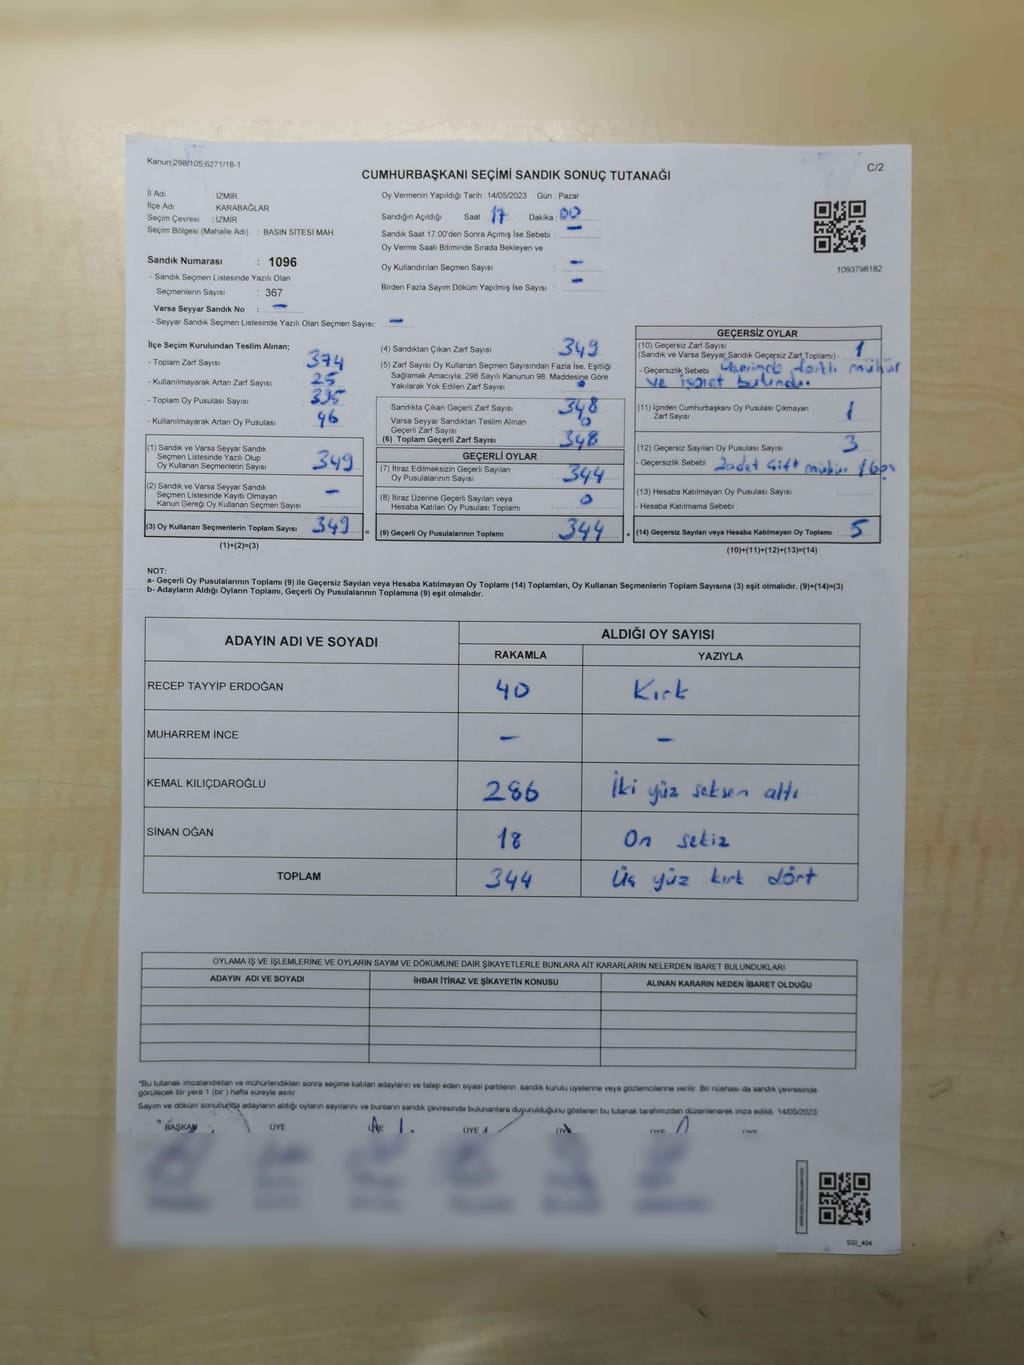 Kanun:298/105;6271/18-1
C/2
CUMHURBAŞKANI SEÇİMİ SANDIK SONUÇ TUTANAĞI
İl Adı : İZMİR
İlçe Adı : KARABAĞLAR
Seçim Çevresi : İZMİR
Seçim Bölgesi (Mahalle Adı) : BASIN SİTESİ MAH.
Sandık Numarası : 1096
- Sandık Seçmen Listesinde Yazılı Olan
Seçmenlerin Sayısı : 367
Varsa Seyyar Sandık No : -
- Seyyar Sandık Seçmen Listesinde Yazılı Olan Seçmen Sayısı: -
Oy Vermenin Yapıldığı Tarih : 14/05/2023 Gün : Pazar
Sandığın Açıldığı Saat : 17 Dakika : 00
Sandık Saat 17:00'den Sonra Açımış İse Sebebi : -
Oy Verme Saati Bitiminde Sırada Bekleyen ve
Oy Kullandırılan Seçmen Sayısı : -
Birden Fazla Sayım Döküm Yapılmış İse Sayısı : -
1093798182
İlçe Seçim Kurulundan Teslim Alınan;
- Toplam Zarf Sayısı 374
- Kullanılmayarak Artan Zarf Sayısı 25
- Toplam Oy Pusulası Sayısı
- Kullanılmayarak Artan Oy Pusulası 46
(1) Sandık ve Varsa Seyyar Sandık
Seçmen Listesinde Yazılı Olup
Oy Kullanan Seçmenlerin Sayısı 349
(2) Sandık ve Varsa Seyyar Sandık
Seçmen Listesinde Kayıtlı Olmayan
Kanun Gereği Oy Kullanan Seçmen Sayısı -
(3) Oy Kullanan Seçmenlerin Toplam Sayısı 349
(1)+(2)=(3)
(4) Sandıktan Çıkan Zarf Sayısı 349
(5) Zarf Sayısı Oy Kullanan Seçmen Sayısından Fazla İse, Eşitliği
Sağlamak Amacıyla, 298 Sayılı Kanunun 98. Maddesine Göre
Yakılarak Yok Edilen Zarf Sayısı : 0
Sandıkta Çıkan Geçerli Zarf Sayısı 348
Varsa Seyyar Sandıktan Teslim Alınan
Geçerli Zarf Sayısı 0
(6) Toplam Geçerli Zarf Sayısı 348
GEÇERLİ OYLAR
(7) İtiraz Edilmeksizin Geçerli Sayılan
Oy Pusulalarının Sayısı 344
(8) İtiraz Üzerine Geçerli Sayılan veya
Hesaba Katılan Oy Pusulası Toplamı 0
=
(9) Geçerli Oy Pusulalarının Toplamı 344
+
GEÇERSİZ OYLAR
(10) Geçersiz Zarf Sayısı
(Sandık ve Varsa Seyyar Sandık Geçersiz Zarf Toplamı) : 1
- Geçersizlik Sebebi : Üzerinde farklı mühür
ve işaret bulundu.
(11) İçinden Cumhurbaşkanı Oy Pusulası Çıkmayan
Zarf Sayısı 1
(12) Geçersiz Sayılan Oy Pusulası Sayısı 3
- Geçersizlik Sebebi : 2 adet çift mühür 1 boş
(13) Hesaba Katılmayan Oy Pusulası Sayısı
- Hesaba Katılmama Sebebi :
(14) Geçersiz Sayılan veya Hesaba Katılmayan Oy Toplamı 5
(10)+(11)+(12)+(13)=(14)
NOT:
a- Geçerli Oy Pusulalarının Toplamı (9) ile Geçersiz Sayılan veya Hesaba Katılmayan Oy Toplamı (14) Toplamları, Oy Kullanan Seçmenlerin Toplam Sayısına (3) eşit olmalıdır. (9)+(14)=(3)
b- Adayların Aldığı Oyların Toplamı, Geçerli Oy Pusulalarının Toplamına (9) eşit olmalıdır.
ADAYIN ADI VE SOYADI
ALDIĞI OY SAYISI
RAKAMLA YAZIYLA
RECEP TAYYİP ERDOĞAN 40 Kırk
MUHARREM İNCE - -
KEMAL KILIÇDAROĞLU 286 İki yüz seksen altı
SİNAN OĞAN 18 On sekiz
TOPLAM 344 Üç yüz kırk dört
OYLAMA İŞ VE İŞLEMLERİNE VE OYLARIN SAYIM VE DÖKÜMÜNE DAİR ŞİKAYETLERLE BUNLARA AİT KARARLARIN NELERDEN İBARET BULUNDUKLARI
ADAYIN ADI VE SOYADI İHBAR İTİRAZ VE ŞİKAYETİN KONUSU ALINAN KARARIN NEDEN İBARET OLDUĞU
*Bu tutanak imzalandıktan ve mühürlendikten sonra seçime katılan adayların ve talep eden siyasi partilerin sandık kurulu üyelerine veya gözlemcilerine verilir. Bir nüshası da sandık çevresinde
görülecek bir yere 1 (bir) hafta süreyle asılır.
Sayım ve döküm sonucunda adayların aldığı oyların sayılarını ve bunların sandık çevresinde bulunanlara duyurulduğunu gösteren bu tutanak tarafımızdan düzenlenerek imza edildi. 14/05/2023
BAŞKAN ÜYE ÜYE ÜYE ÜYE ÜYE ÜYE
SSİ_404